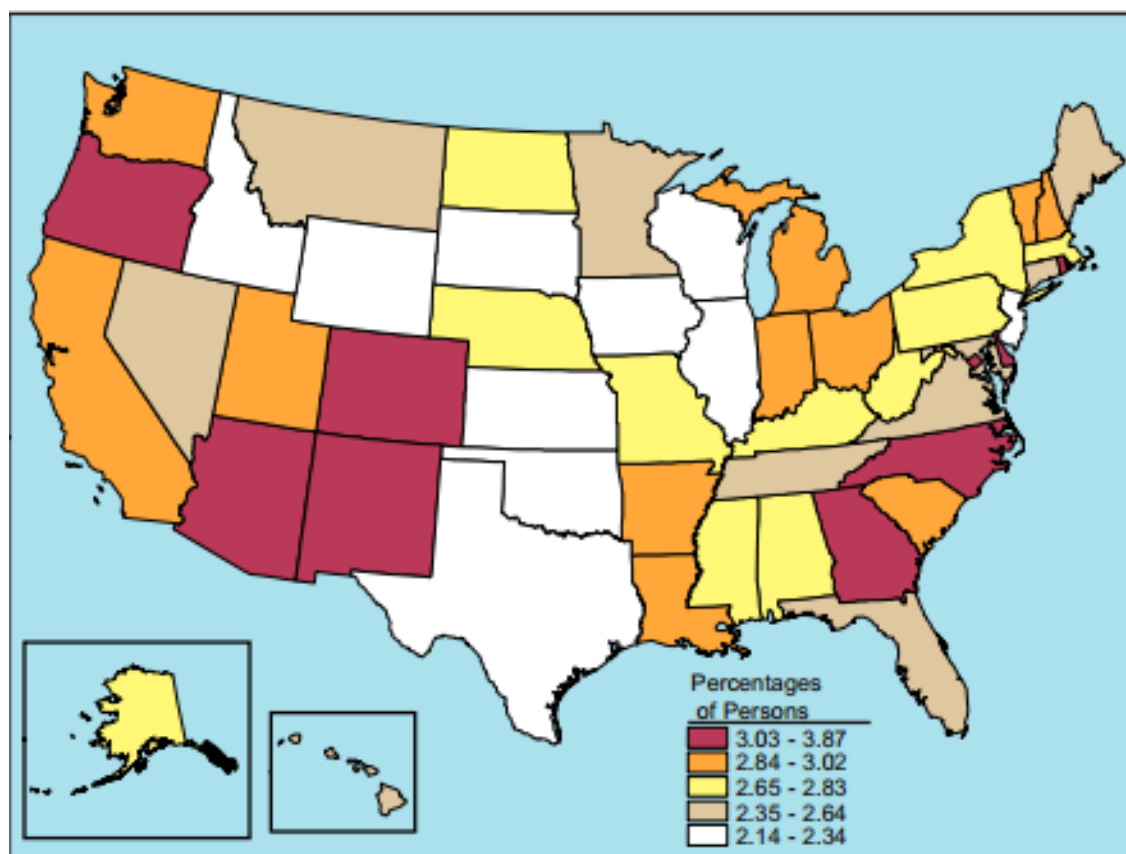 Percentages
of Persons
3.03 - 3.87
2.84 - 3.02
2.65 - 2.83
2.35 - 2.64
2.14 - 2.34